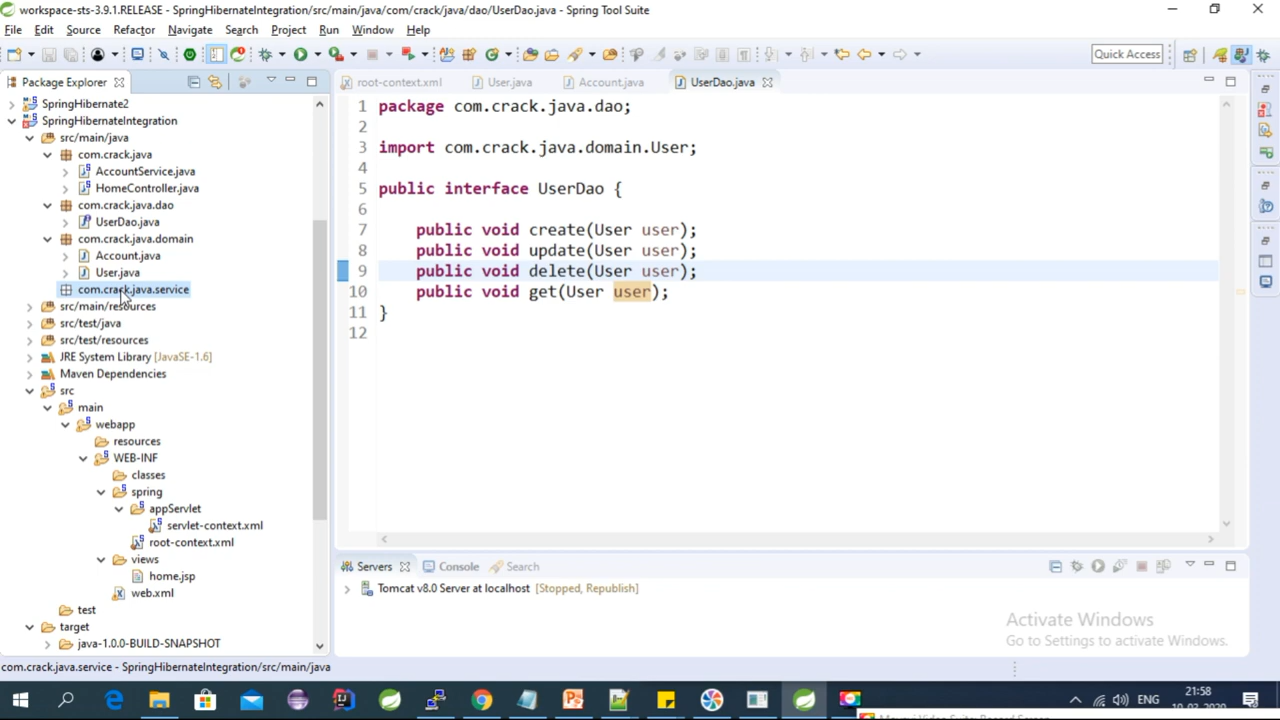 workspace-sts-3.9.1.RELEASE - SpringHibernateIntegration/src/main/java/com/crack/java/dao/UserDao.java - Spring Tool Suite
File Edit Source Refactor Navigate Search Project Run Window Help
Quick Access
Package Explorer
root-context.xml User.java Account.java UserDao.java
SpringHibernate2
SpringHibernateIntegration
src/main/java
com.crack.java
AccountService.java
HomeController.java
com.crack.java.dao
UserDao.java
com.crack.java.domain
Account.java
User.java
com.crack.java.service
src/main/resources
src/test/java
src/test/resources
JRE System Library [JavaSE-1.6]
Maven Dependencies
src
main
webapp
resources
WEB-INF
classes
spring
appServlet
servlet-context.xml
root-context.xml
views
home.jsp
web.xml
test
target
java-1.0.0-BUILD-SNAPSHOT
1 package com.crack.java.dao;
2
3 import com.crack.java.domain.User;
4
5 public interface UserDao {
6
7 public void create(User user);
8 public void update(User user);
9 public void delete(User user);
10 public void get(User user);
11 }
12
Servers Console Search
Tomcat v8.0 Server at localhost [Stopped, Republish]
Activate Windows
Go to Settings to activate Windows.
com.crack.java.service - SpringHibernateIntegration/src/main/java
ENG
21:58